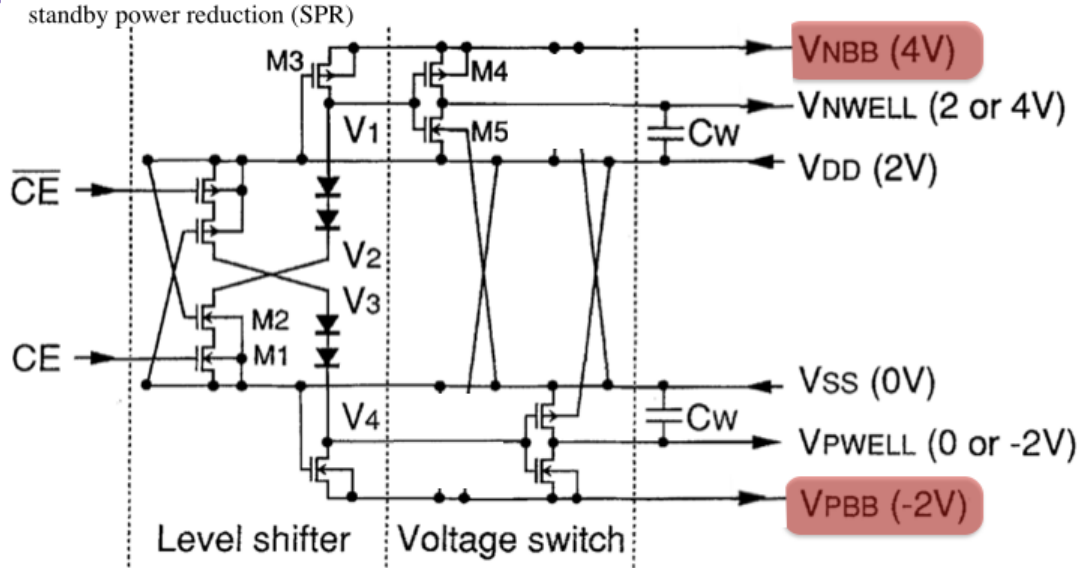 standby power reduction (SPR)
M3
VNBB (4V)
M4
VNWELL (2 or 4V)
V1
M5
CW
VDD (2V)
CE
V2
V3
M2
CE
M1
VSS (0V)
V4
CW
VPWELL (0 or -2V)
VPBB (-2V)
Level shifter
Voltage switch